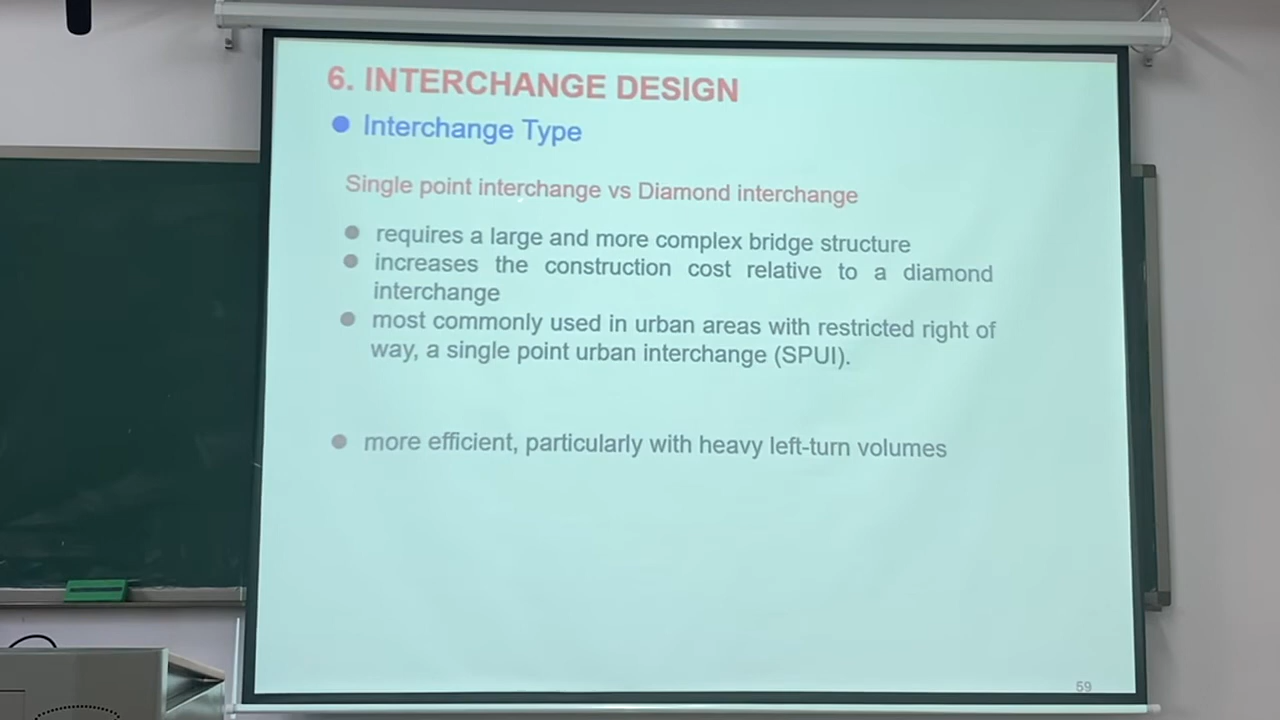 6. INTERCHANGE DESIGN
Interchange Type
Single point interchange vs Diamond interchange
requires a large and more complex bridge structure
increases the construction cost relative to a diamond
interchange
most commonly used in urban areas with restricted right of
way, a single point urban interchange (SPUI).
more efficient, particularly with heavy left-turn volumes
59